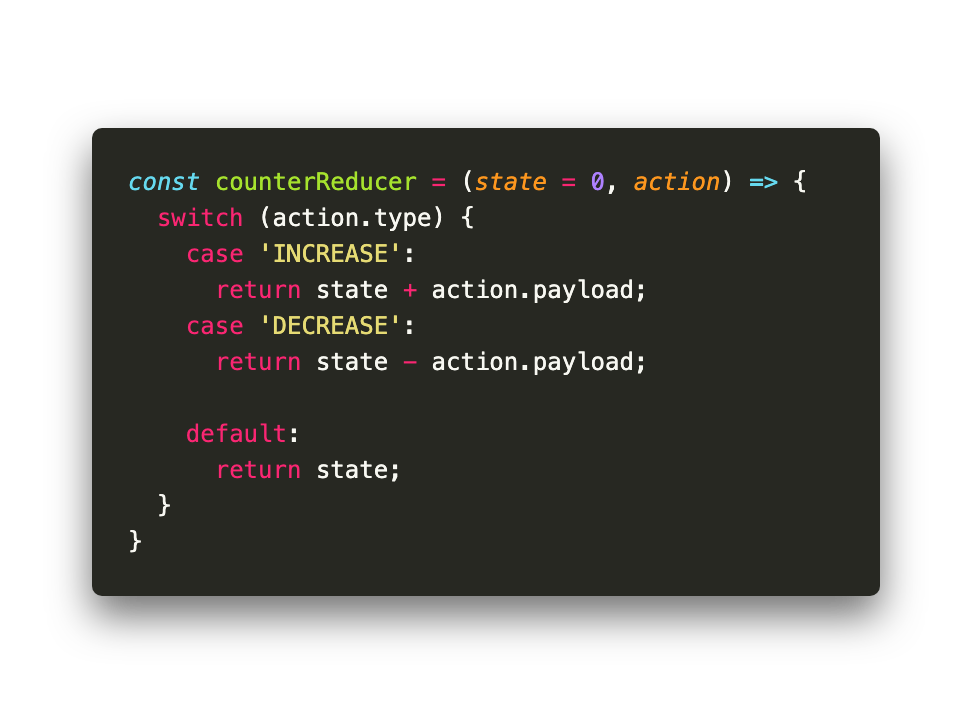 const counterReducer = (state = 0, action) => {
  switch (action.type) {
    case 'INCREASE':
      return state + action.payload;
    case 'DECREASE':
      return state - action.payload;

    default:
      return state;
  }
}